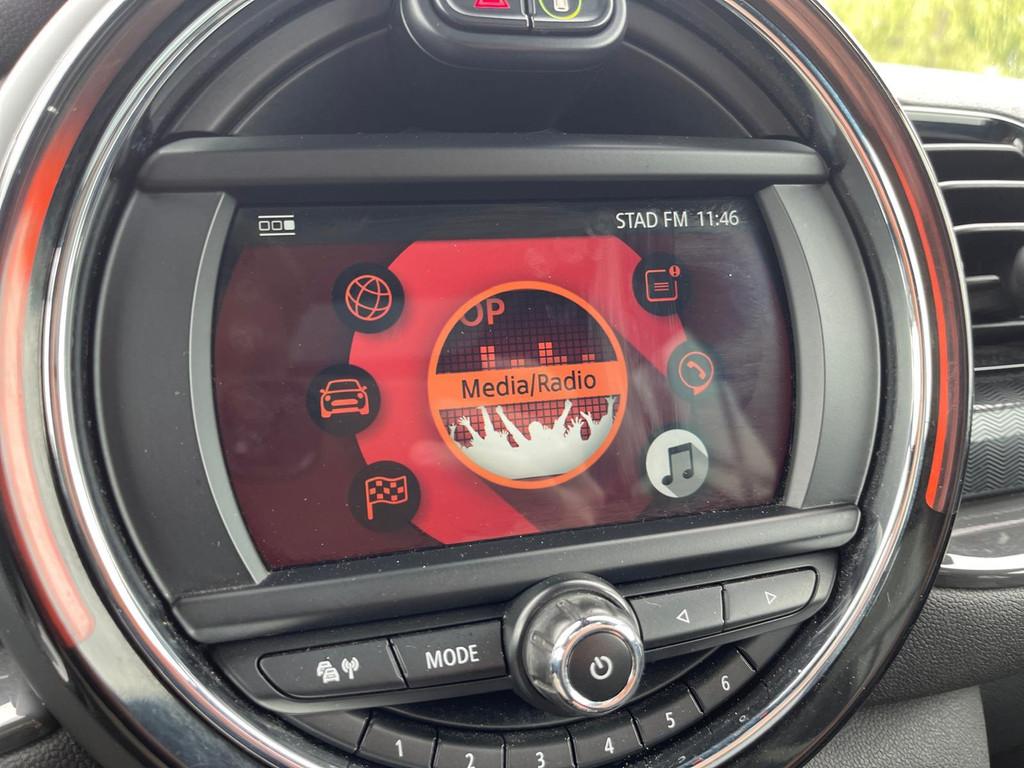 STAD FM 11:46
OP
Media/Radio
MODE
1 2 3 4 5 6